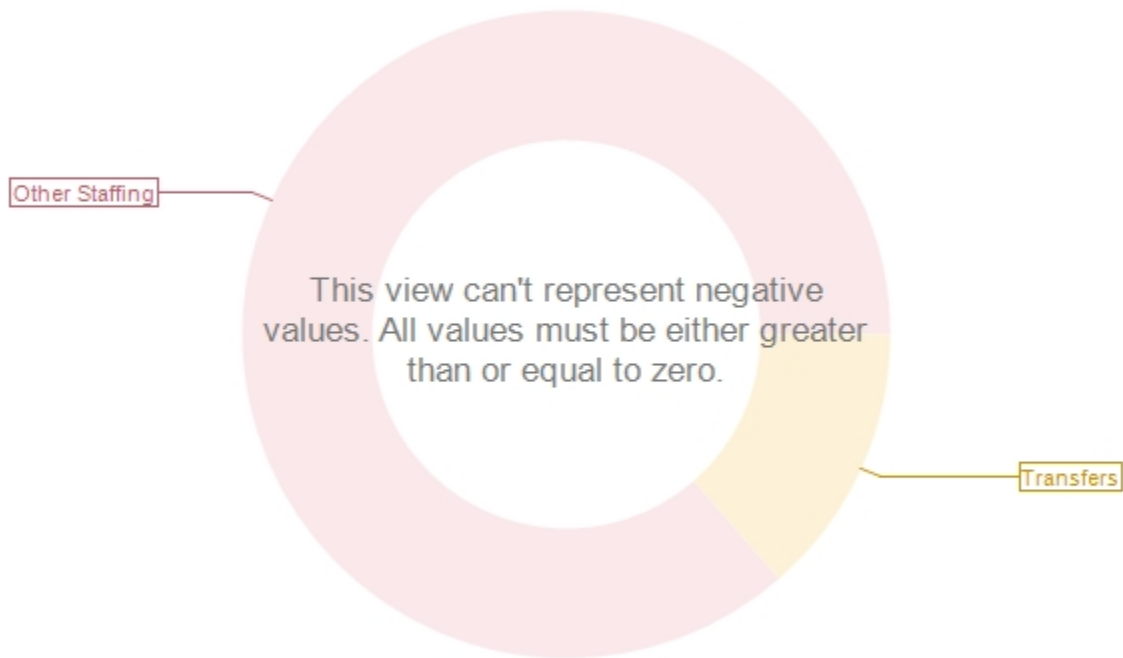 Other Staffing
This view can't represent negative
values. All values must be either greater
than or equal to zero.
Transfers